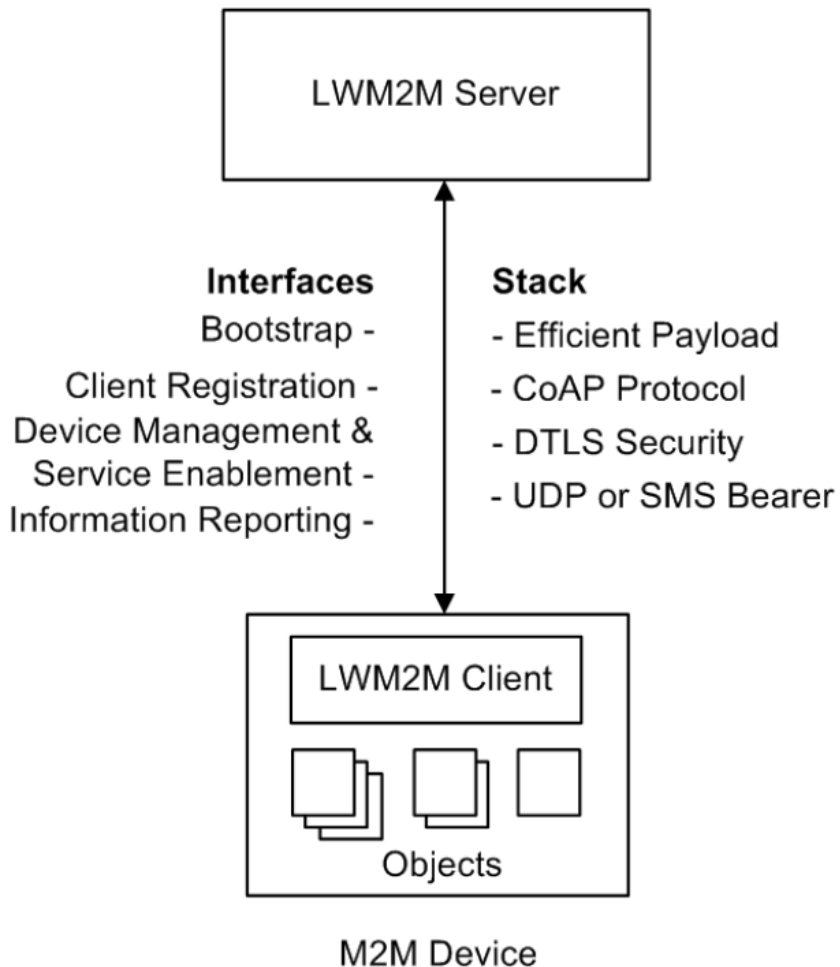 LWM2M Server
Interfaces
Bootstrap -
Client Registration -
Device Management &
Service Enablement -
Information Reporting -
Stack
- Efficient Payload
- CoAP Protocol
- DTLS Security
- UDP or SMS Bearer
LWM2M Client
Objects
M2M Device